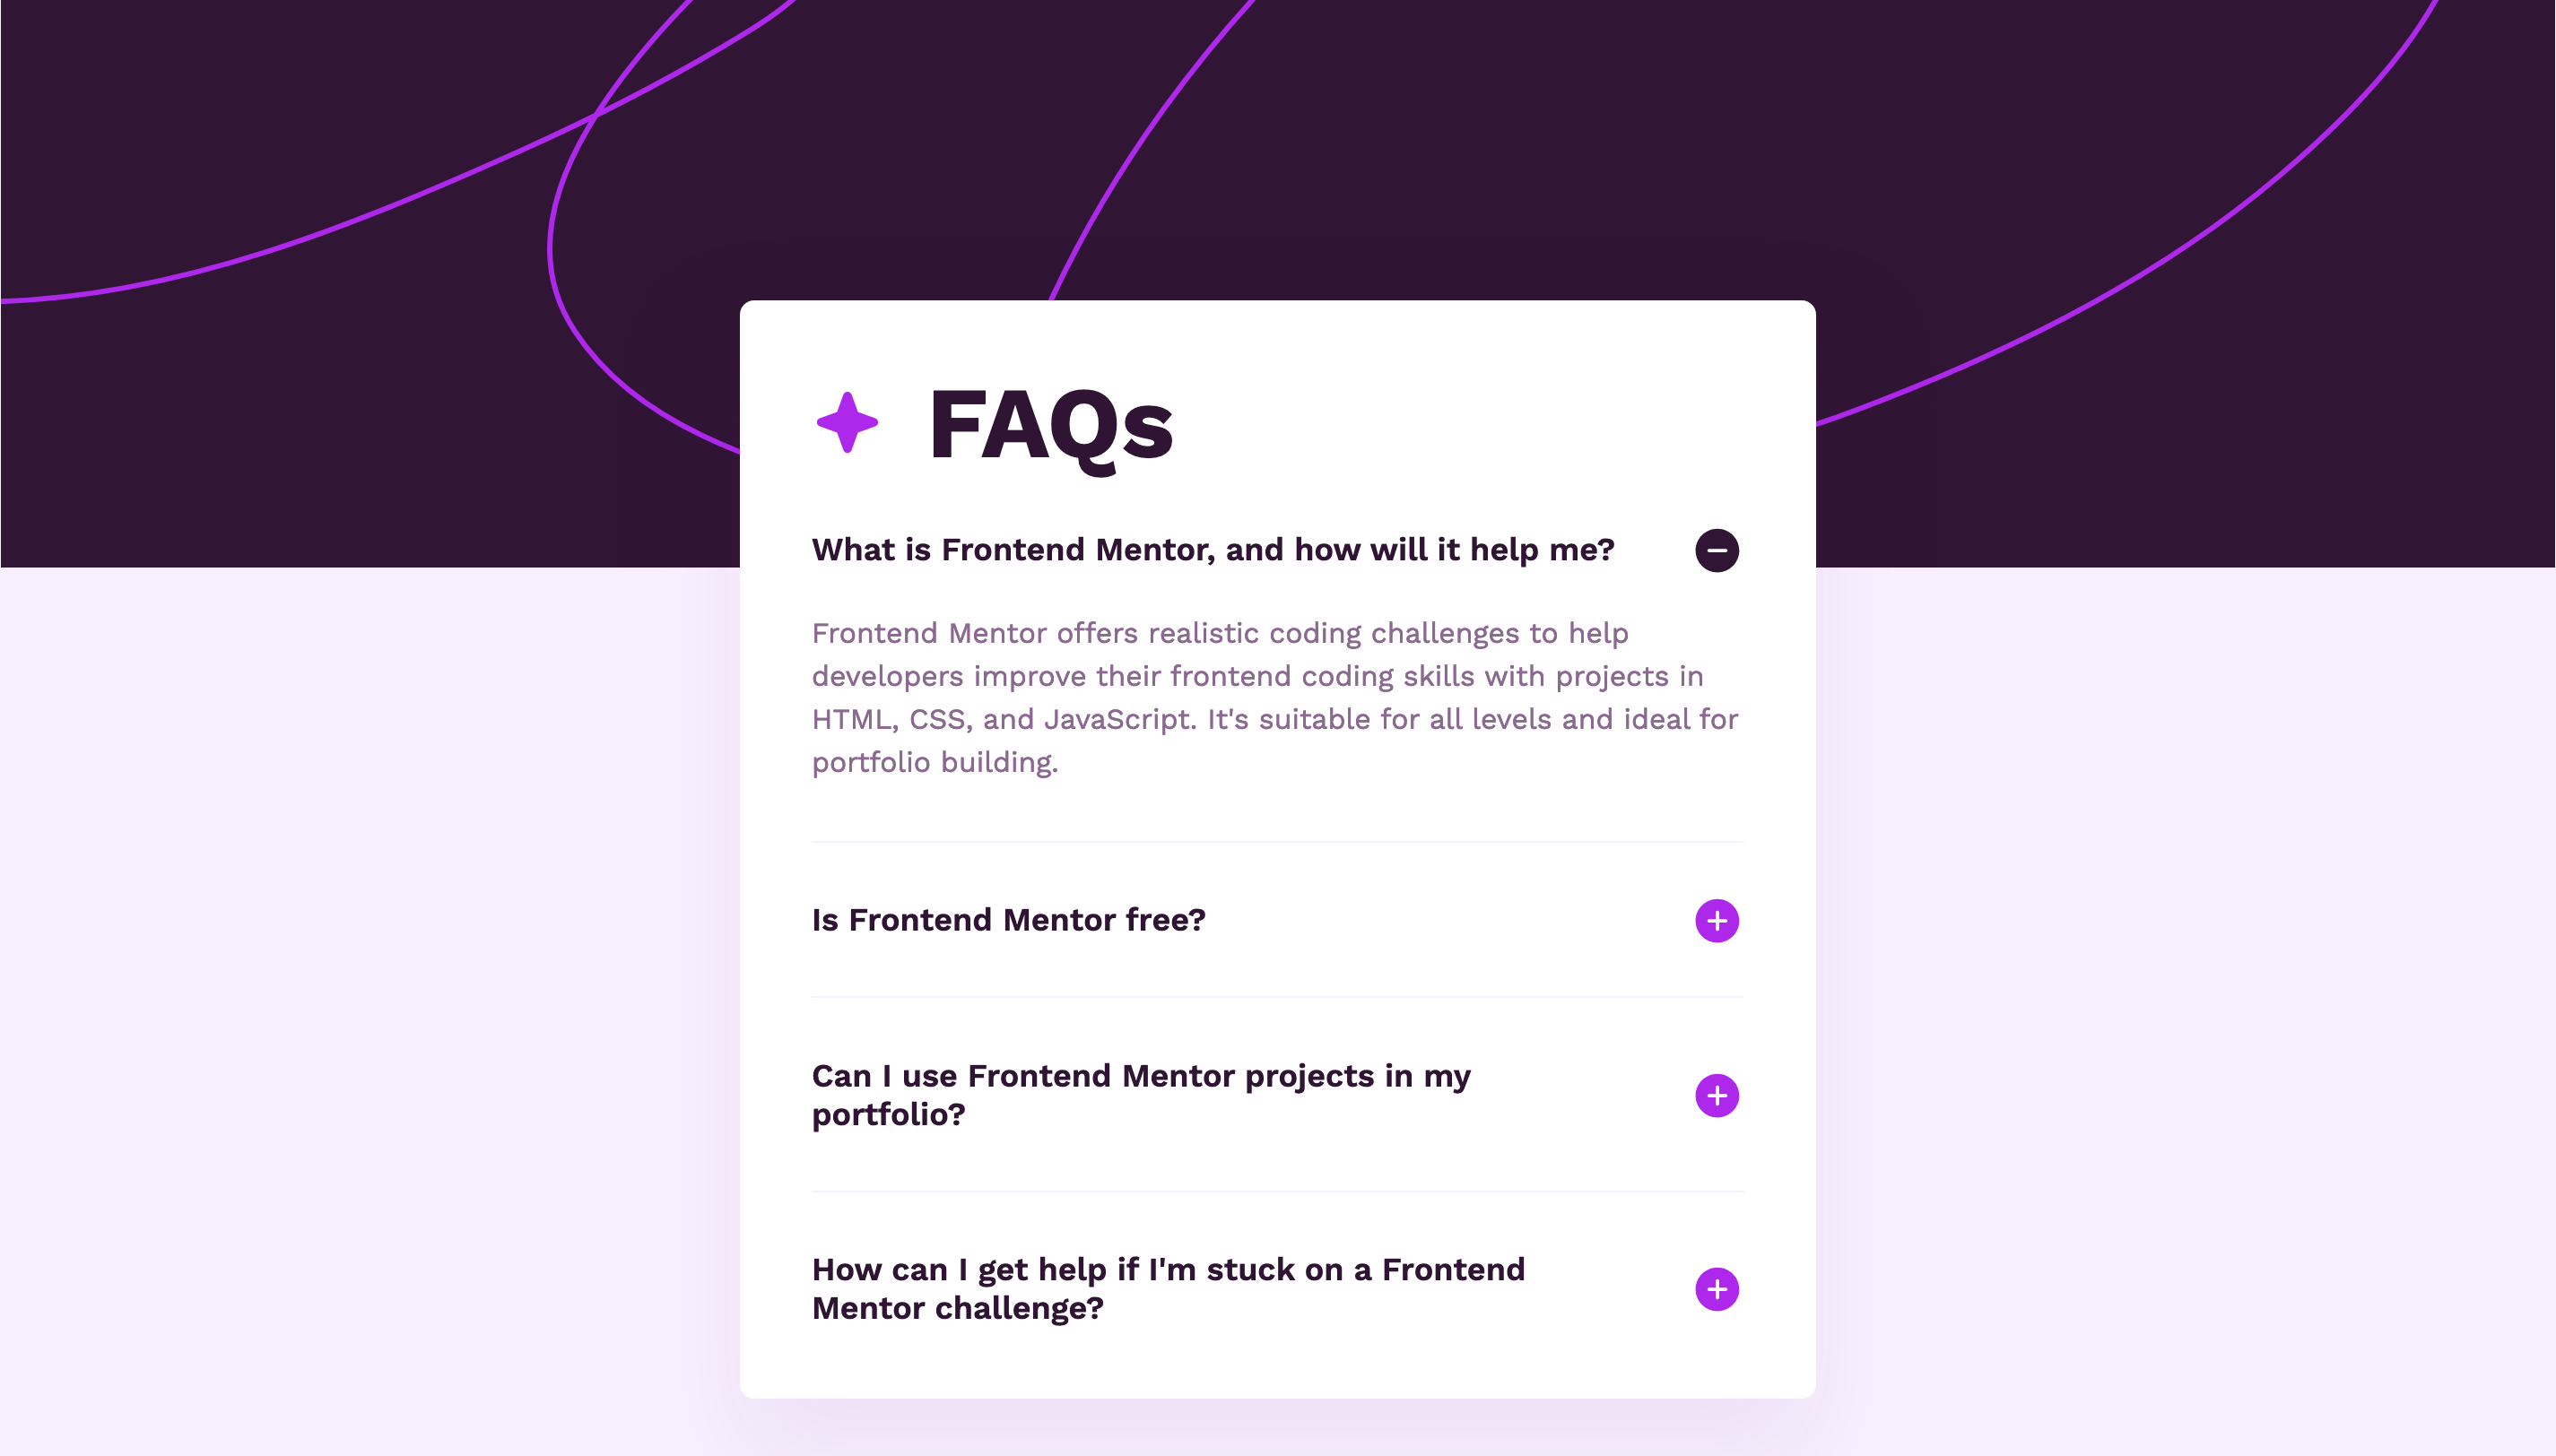 FAQs
What is Frontend Mentor, and how will it help me?
Frontend Mentor offers realistic coding challenges to help
developers improve their frontend coding skills with projects in
HTML, CSS, and JavaScript. It's suitable for all levels and ideal for
portfolio building.
Is Frontend Mentor free?
Can I use Frontend Mentor projects in my
portfolio?
How can I get help if I'm stuck on a Frontend
Mentor challenge?